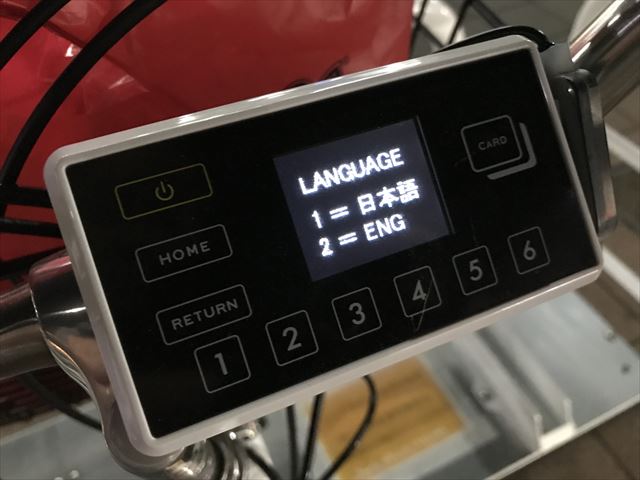 LANGUAGE
1 = 日本語
2 = ENG
CARD
HOME
RETURN
1 2 3 4 5 6